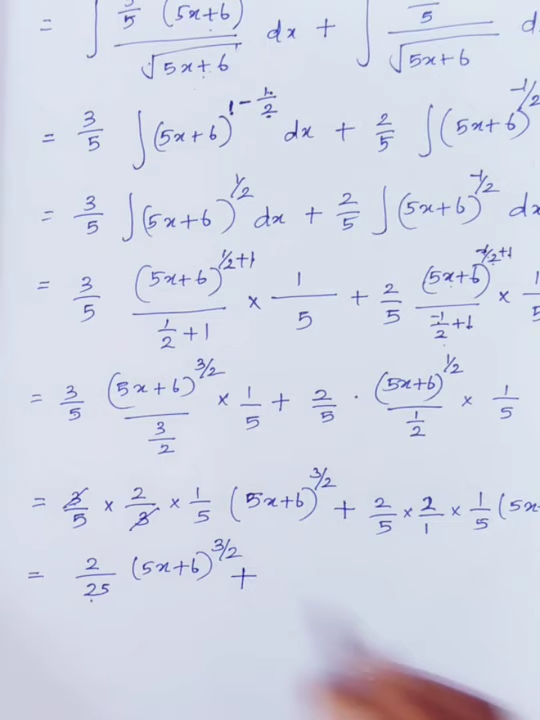 = ∫ 3/5 (5x+6) / √(5x+6) dx + ∫ /5 / √(5x+6) d
= 3/5 ∫ (5x+6)^(1 - 1/2) dx + 2/5 ∫ (5x+6)^(-1/2)
= 3/5 ∫ (5x+6)^(1/2) dx + 2/5 ∫ (5x+6)^(-1/2) dx
= 3/5 (5x+6)^(1/2+1) / (1/2 + 1) × 1/5 + 2/5 (5x+6)^(-1/2+1) / (-1/2 + 1) × 1/5
= 3/5 (5x+6)^(3/2) / (3/2) × 1/5 + 2/5 · (5x+6)^(1/2) / (1/2) × 1/5
= 3/5 × 2/3 × 1/5 (5x+6)^(3/2) + 2/5 × 2/1 × 1/5 (5x
= 2/25 (5x+6)^(3/2) +